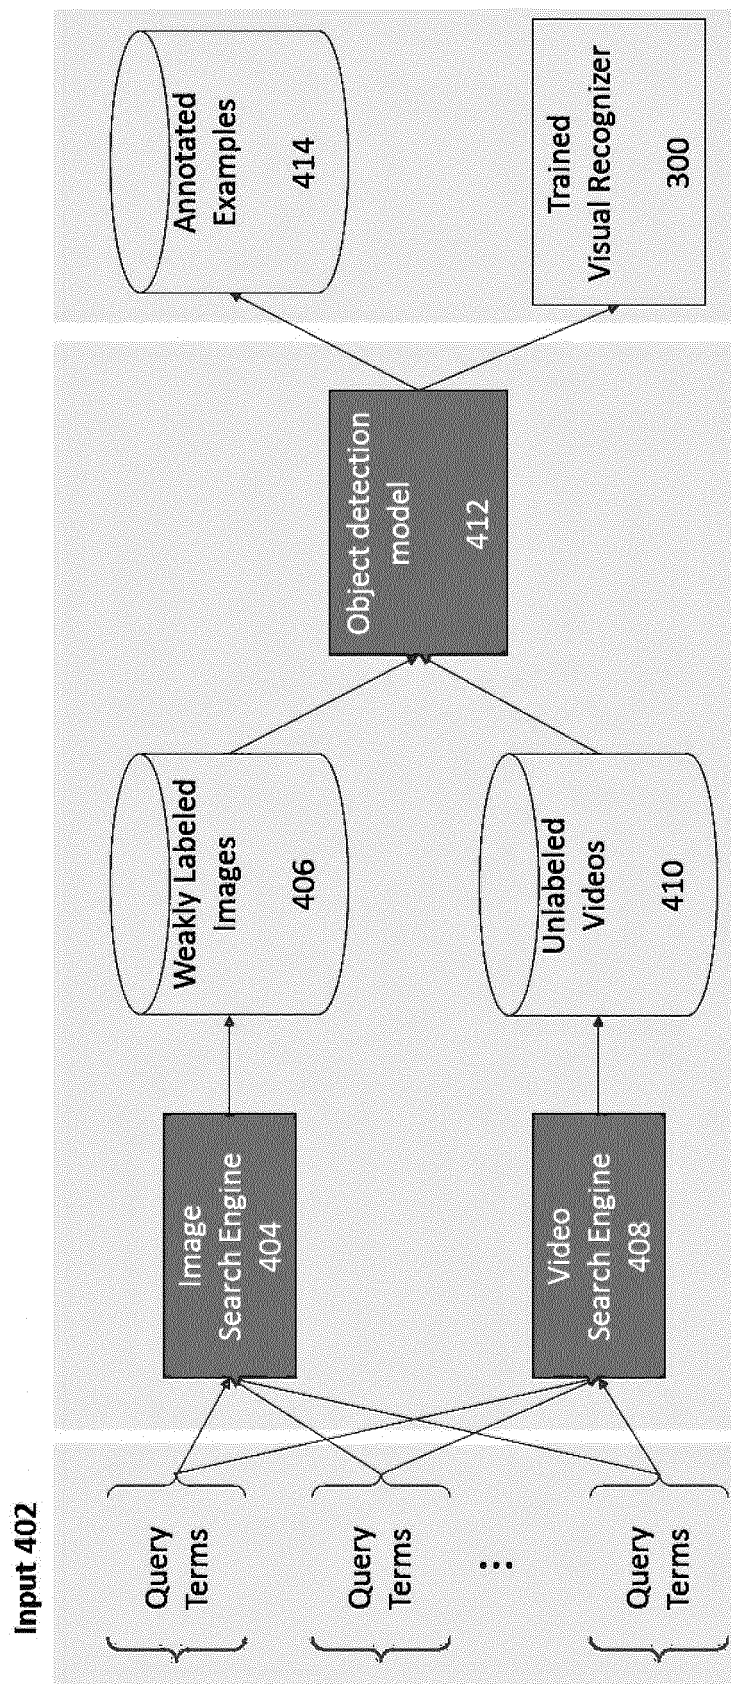 Input 402
Query
Terms
Query
Terms
...
Query
Terms
Image
Search Engine
404
Video
Search Engine
408
Weakly Labeled
Images
406
Unlabeled
Videos
410
Object detection
model
412
Annotated
Examples
414
Trained
Visual Recognizer
300